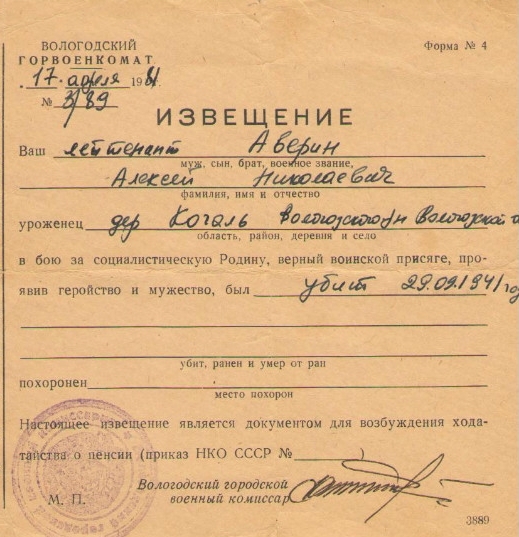 ВОЛОГОДСКИЙ
ГОРВОЕНКОМАТ
Форма № 4
17 апреля 19
№ 3/89
ИЗВЕЩЕНИЕ
Ваш лейтенант Аверин
муж, сын, брат, военное звание,
Алексей Николаевич
фамилия, имя и отчество
уроженец дер Когаль Вологодского р/н Вологодской о
область, район, деревня и село
в бою за социалистическую Родину, верный воинской присяге, про-
явив геройство и мужество, был убит 29.09.1941 год
убит, ранен и умер от ран
похоронен
место похорон
Настоящее извещение является документом для возбуждения хода-
тайства о пенсии (приказ НКО СССР №
Вологодской городской
военный комиссар
М. П.
3889